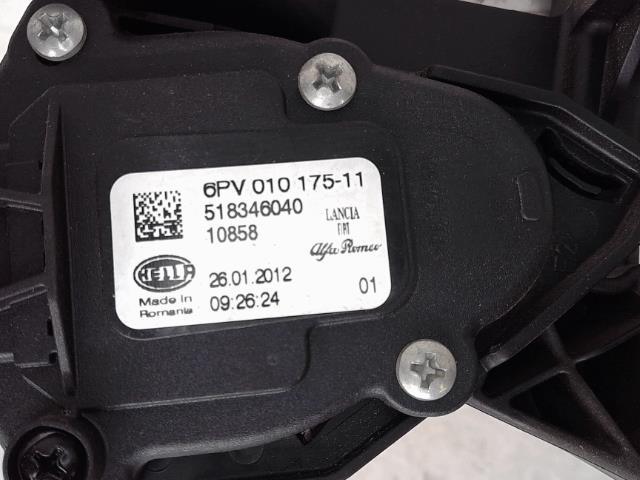 6PV 010 175-11
518346040
10858
LANCIA
Alfa Romeo
HELLA
Made in
Romania
26.01.2012
09:26:24
01